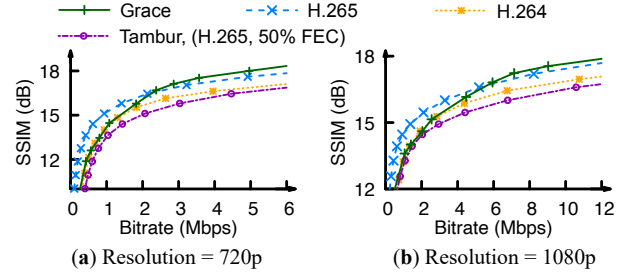 Grace H.265 H.264
Tambur, (H.265, 50% FEC)
SSIM (dB)
18
15
12
0 1 2 3 4 5 6
Bitrate (Mbps)
(a) Resolution = 720p
SSIM (dB)
18
16
14
12
0 2 4 6 8 10 12
Bitrate (Mbps)
(b) Resolution = 1080p